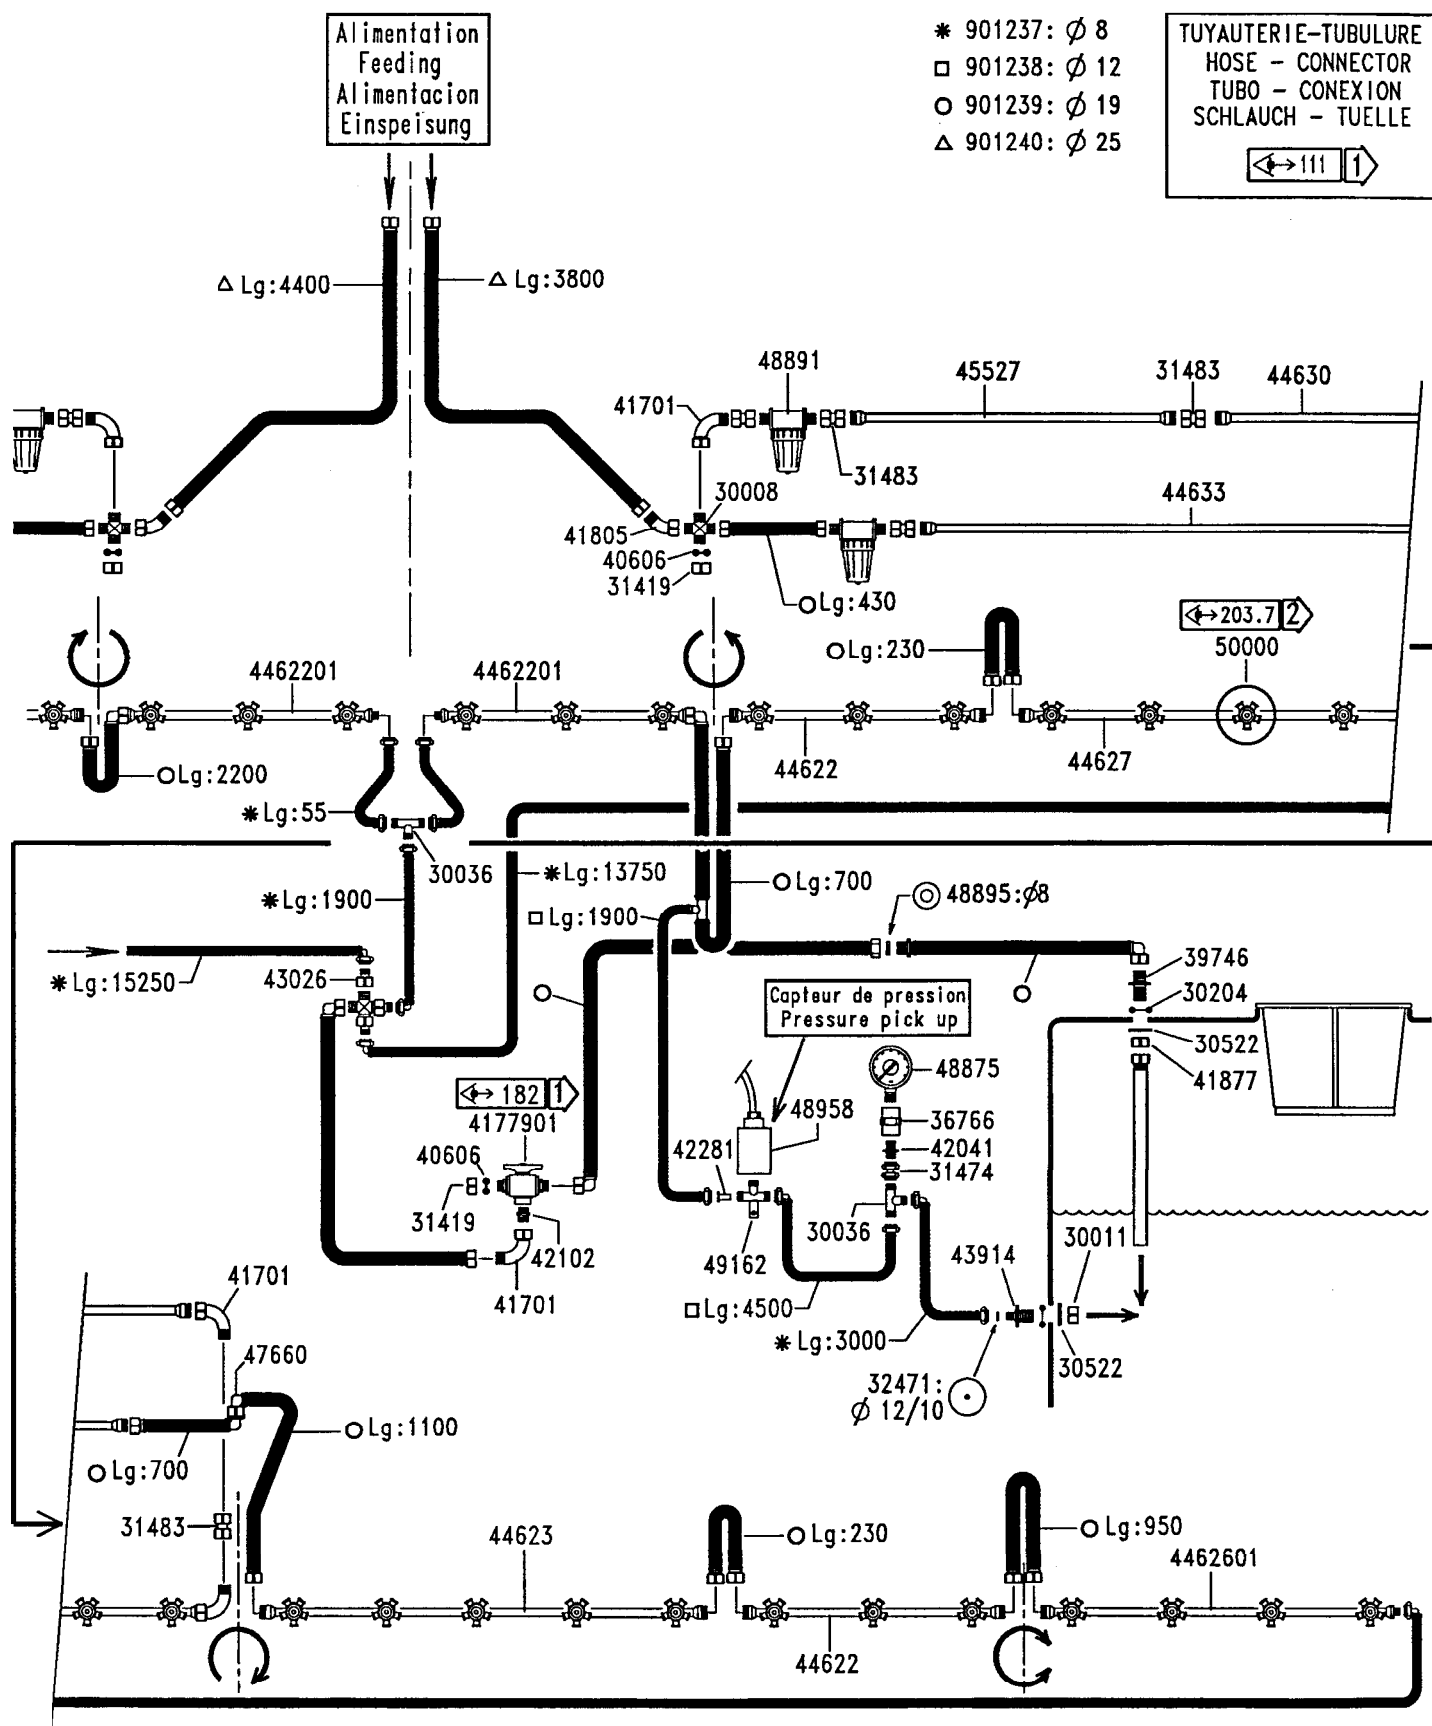 Alimentation
Feeding
Alimentacion
Einspeisung
✱ 901237: Ø 8
□ 901238: Ø 12
○ 901239: Ø 19
△ 901240: Ø 25
TUYAUTERIE-TUBULURE
HOSE - CONNECTOR
TUBO - CONEXION
SCHLAUCH - TUELLE
111 1
△ Lg:4400
△ Lg:3800
48891
45527
31483
44630
41701
31483
30008
44633
41805
40606
31419
○ Lg:430
203.7 2
50000
○ Lg:230
4462201
4462201
○ Lg:2200
44622
44627
✱ Lg:55
30036
✱ Lg:13750
○ Lg:700
✱ Lg:1900
□ Lg:1900
48895:Ø8
✱ Lg:15250
43026
39746
30204
○
○
Capteur de pression
Pressure pick up
30522
41877
48875
182 1
4177901
48958
36766
42041
31474
42281
40606
31419
42102
41701
49162
30036
43914
30011
□ Lg:4500
✱ Lg:3000
30522
32471:
Ø 12/10
41701
47660
○ Lg:1100
○ Lg:700
31483
44623
○ Lg:230
○ Lg:950
4462601
44622